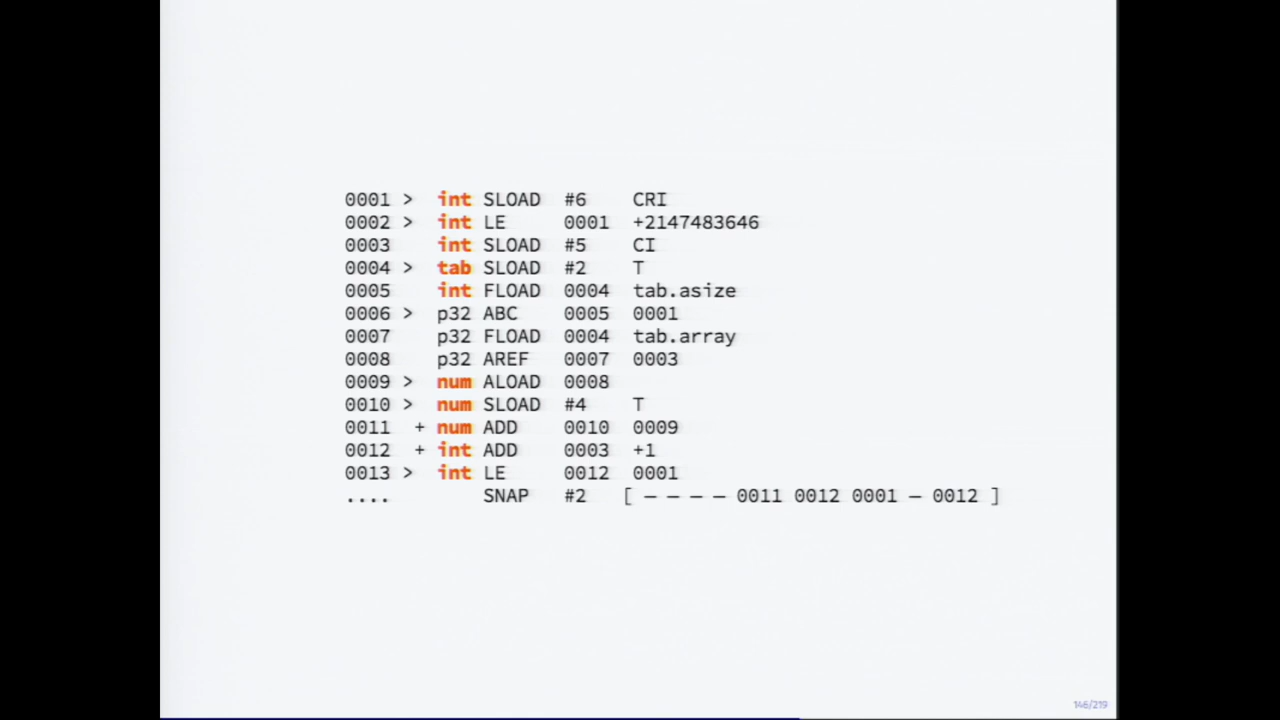 0001 > int SLOAD #6 CRI
0002 > int LE 0001 +2147483646
0003 int SLOAD #5 CI
0004 > tab SLOAD #2 T
0005 int FLOAD 0004 tab.asize
0006 > p32 ABC 0005 0001
0007 p32 FLOAD 0004 tab.array
0008 p32 AREF 0007 0003
0009 > num ALOAD 0008
0010 > num SLOAD #4 T
0011 + num ADD 0010 0009
0012 + int ADD 0003 +1
0013 > int LE 0012 0001
.... SNAP #2 [ — — — — 0011 0012 0001 — 0012 ]
146/219